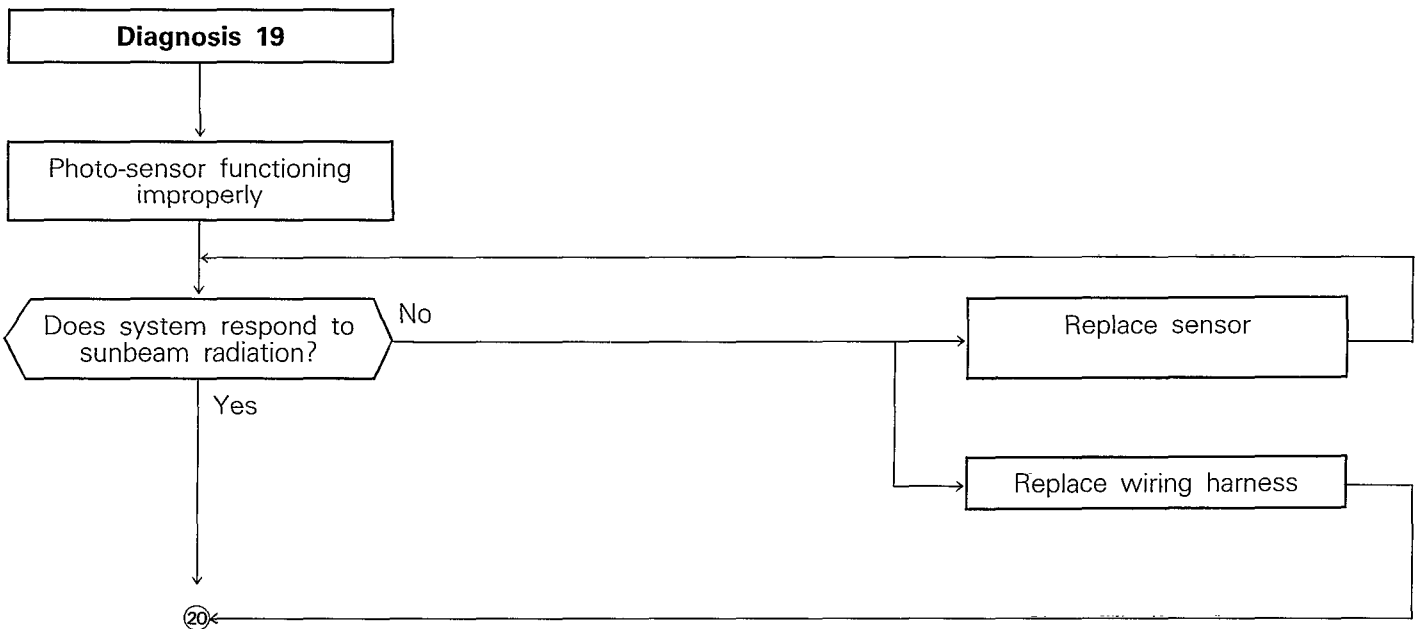 Diagnosis 19
Photo-sensor functioning
improperly
Does system respond to
sunbeam radiation?
No
Replace sensor
Yes
Replace wiring harness
20